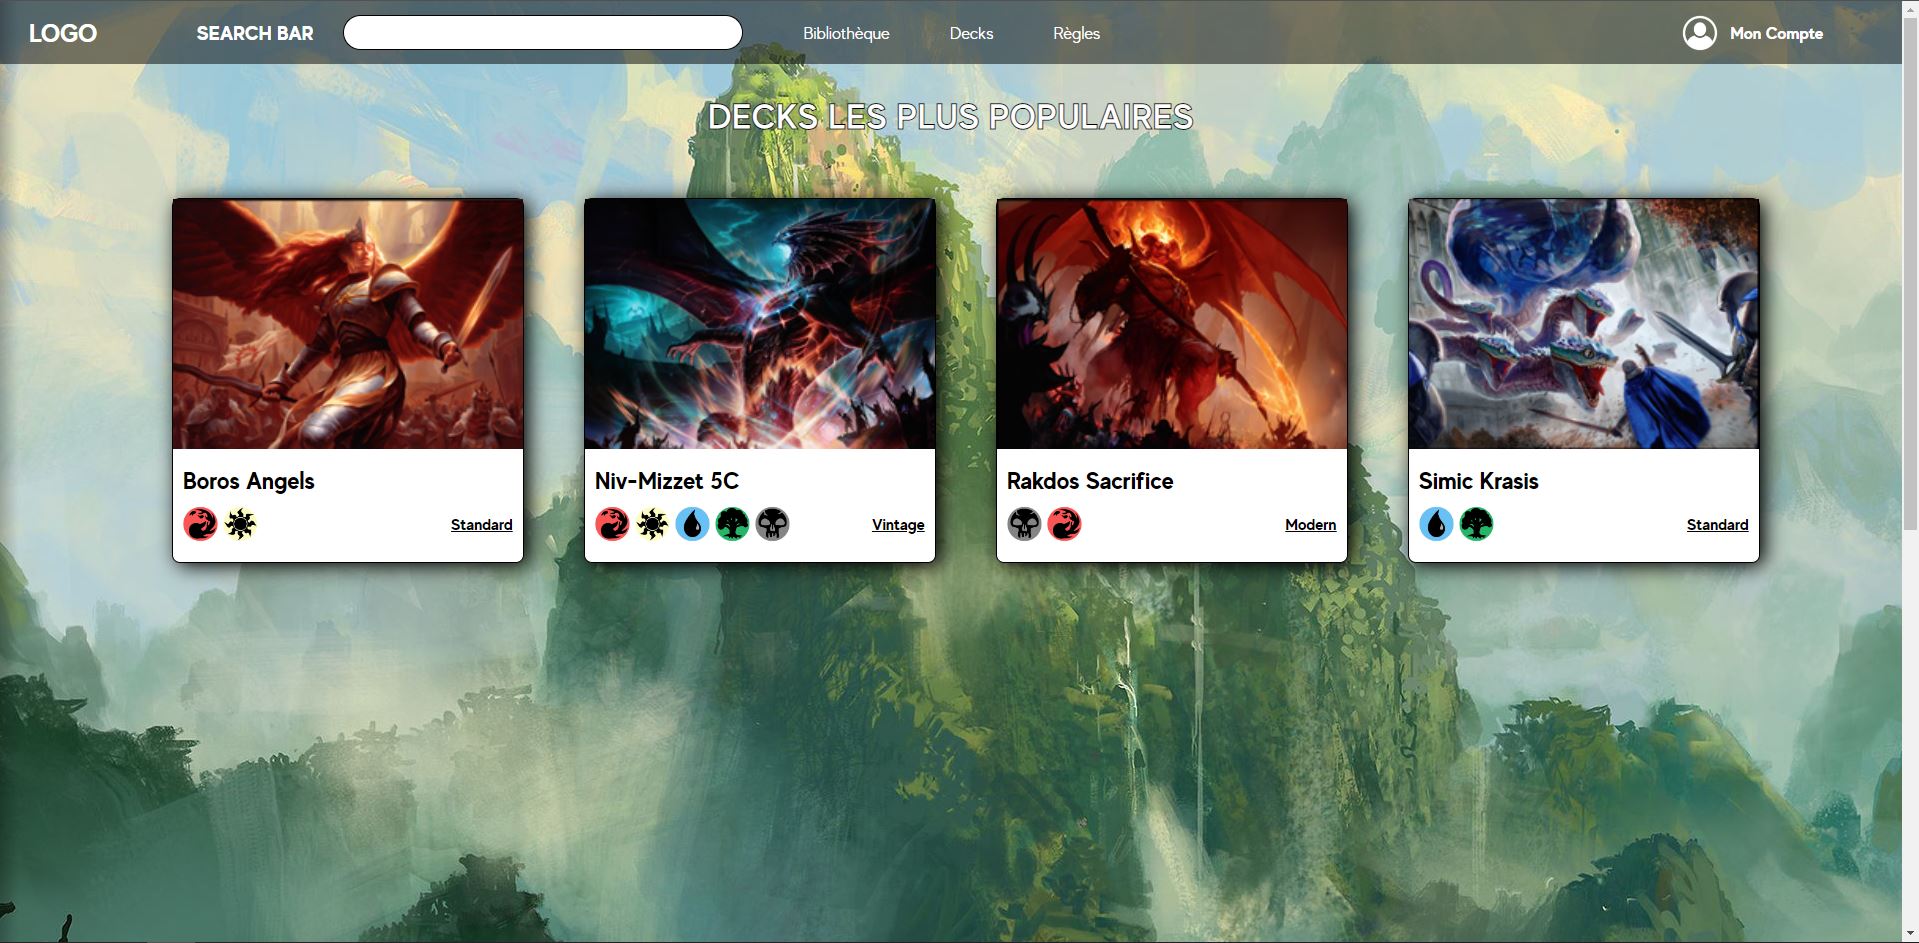 LOGO
SEARCH BAR
Bibliothèque
Decks
Règles
Mon Compte
DECKS LES PLUS POPULAIRES
Boros Angels
Standard
Niv-Mizzet 5C
Vintage
Rakdos Sacrifice
Modern
Simic Krasis
Standard